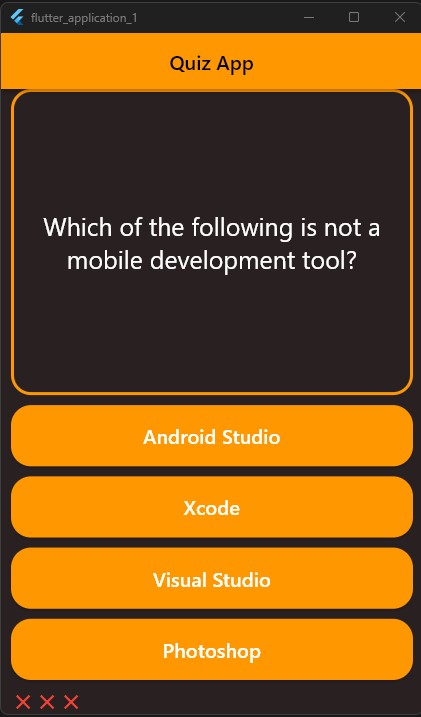 flutter_application_1
Quiz App
Which of the following is not a
mobile development tool?
Android Studio
Xcode
Visual Studio
Photoshop